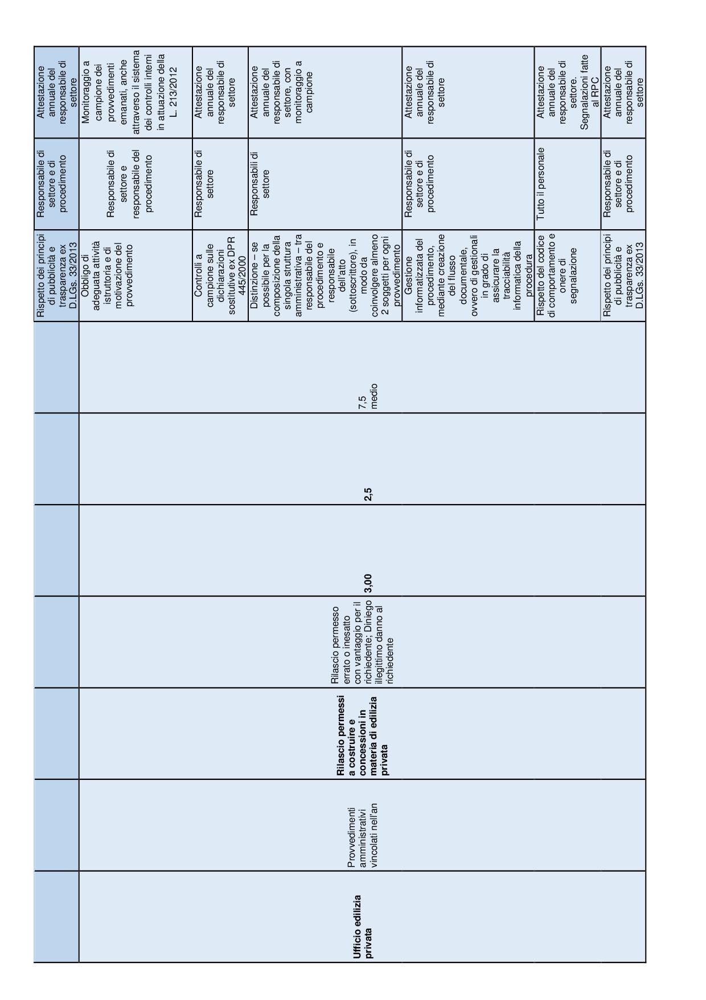 Rispetto dei principi
di pubblicità e
trasparenza ex
D.LGs. 33/2013
Responsabile di
settore e di
procedimento
Attestazione
annuale del
responsabile di
settore
Ufficio edilizia
privata
Provvedimenti
amministrativi
vincolati nell'an
Rilascio permessi
a costruire e
concessioni in
materia di edilizia
privata
Rilascio permesso
errato o inesatto
con vantaggio per il
richiedente; Diniego
illegittimo danno al
richiedente
3,00
2,5
7,5
medio
Obbligo di
adeguata attività
istruttoria e di
motivazione del
provvedimento
Responsabile di
settore e
responsabile del
procedimento
Monitoraggio a
campione dei
provvedimenti
emanati, anche
attraverso il sistema
dei controlli interni
in attuazione della
L. 213/2012
Controlli a
campione sulle
dichiarazioni
sostitutive ex DPR
445/2000
Responsabile di
settore
Attestazione
annuale del
responsabile di
settore
Distinzione – se
possibile per la
composizione della
singola struttura
amministrativa – tra
responsabile del
procedimento e
responsabile
dell'atto
(sottoscrittore), in
modo da
coinvolgere almeno
2 soggetti per ogni
provvedimento
Responsabili di
settore
Attestazione
annuale del
responsabile di
settore, con
monitoraggio a
campione
Gestione
informatizzata del
procedimento,
mediante creazione
del flusso
documentale,
ovvero di gestionali
in grado di
assicurare la
tracciabilità
informatica della
procedura
Responsabile di
settore e di
procedimento
Attestazione
annuale del
responsabile di
settore
Rispetto del codice
di comportamento e
onere di
segnalazione
Tutto il personale
Attestazione
annuale del
responsabile di
settore.
Segnalazioni fatte
al RPC
Rispetto dei principi
di pubblicità e
trasparenza ex
D.LGs. 33/2013
Responsabile di
settore e di
procedimento
Attestazione
annuale del
responsabile di
settore